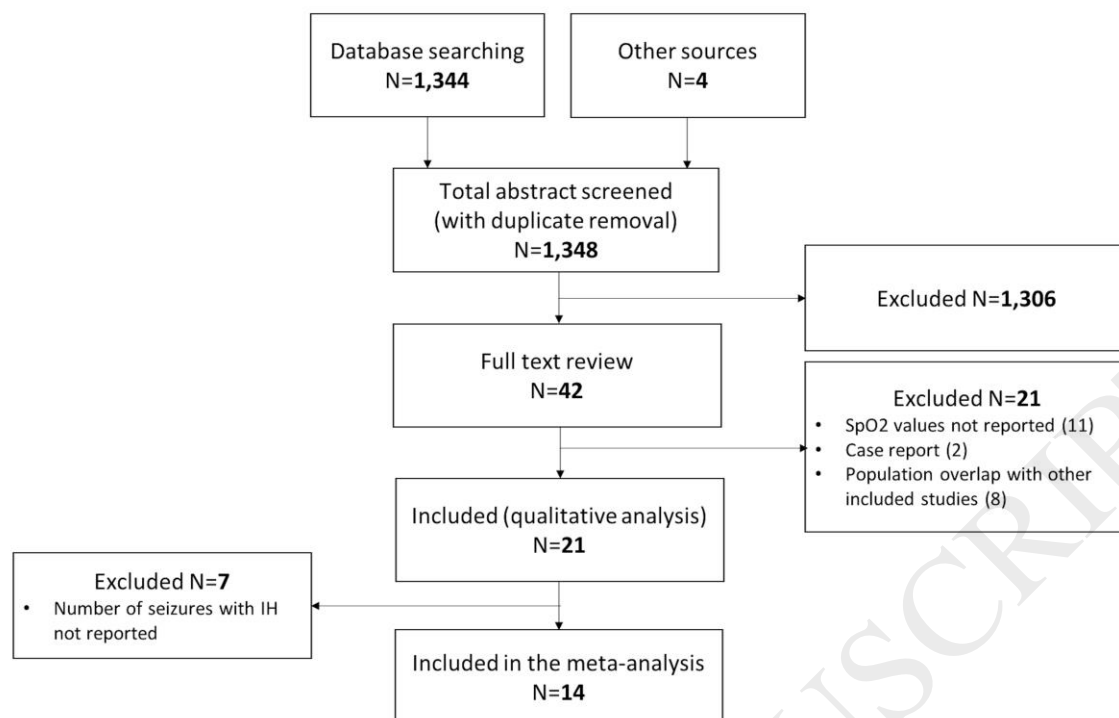 Database searching
N=1,344
Other sources
N=4
Total abstract screened
(with duplicate removal)
N=1,348
Excluded N=1,306
Full text review
N=42
Excluded N=21
• SpO2 values not reported (11)
• Case report (2)
• Population overlap with other
included studies (8)
Included (qualitative analysis)
N=21
Excluded N=7
• Number of seizures with IH
not reported
Included in the meta-analysis
N=14